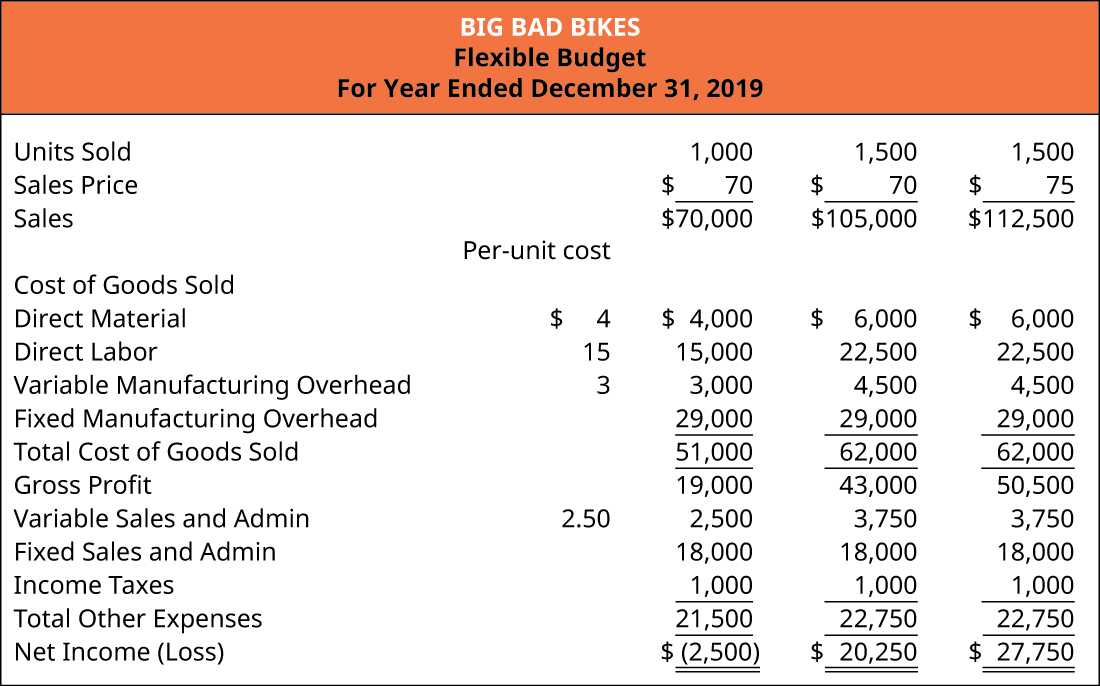 BIG BAD BIKES
Flexible Budget
For Year Ended December 31, 2019
Units Sold 1,000 1,500 1,500
Sales Price $ 70 $ 70 $ 75
Sales $70,000 $105,000 $112,500
Per-unit cost
Cost of Goods Sold
Direct Material $ 4 $ 4,000 $ 6,000 $ 6,000
Direct Labor 15 15,000 22,500 22,500
Variable Manufacturing Overhead 3 3,000 4,500 4,500
Fixed Manufacturing Overhead 29,000 29,000 29,000
Total Cost of Goods Sold 51,000 62,000 62,000
Gross Profit 19,000 43,000 50,500
Variable Sales and Admin 2.50 2,500 3,750 3,750
Fixed Sales and Admin 18,000 18,000 18,000
Income Taxes 1,000 1,000 1,000
Total Other Expenses 21,500 22,750 22,750
Net Income (Loss) $ (2,500) $ 20,250 $ 27,750